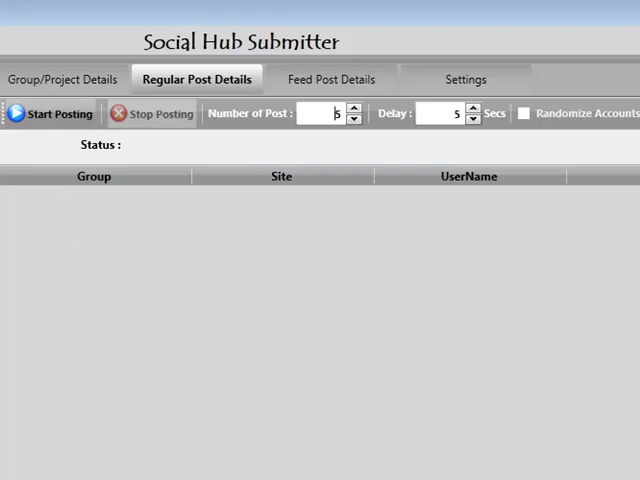 Social Hub Submitter
Group/Project Details Regular Post Details Feed Post Details Settings
Start Posting Stop Posting Number of Post : 5 Delay : 5 Secs Randomize Accounts
Status :
Group Site UserName